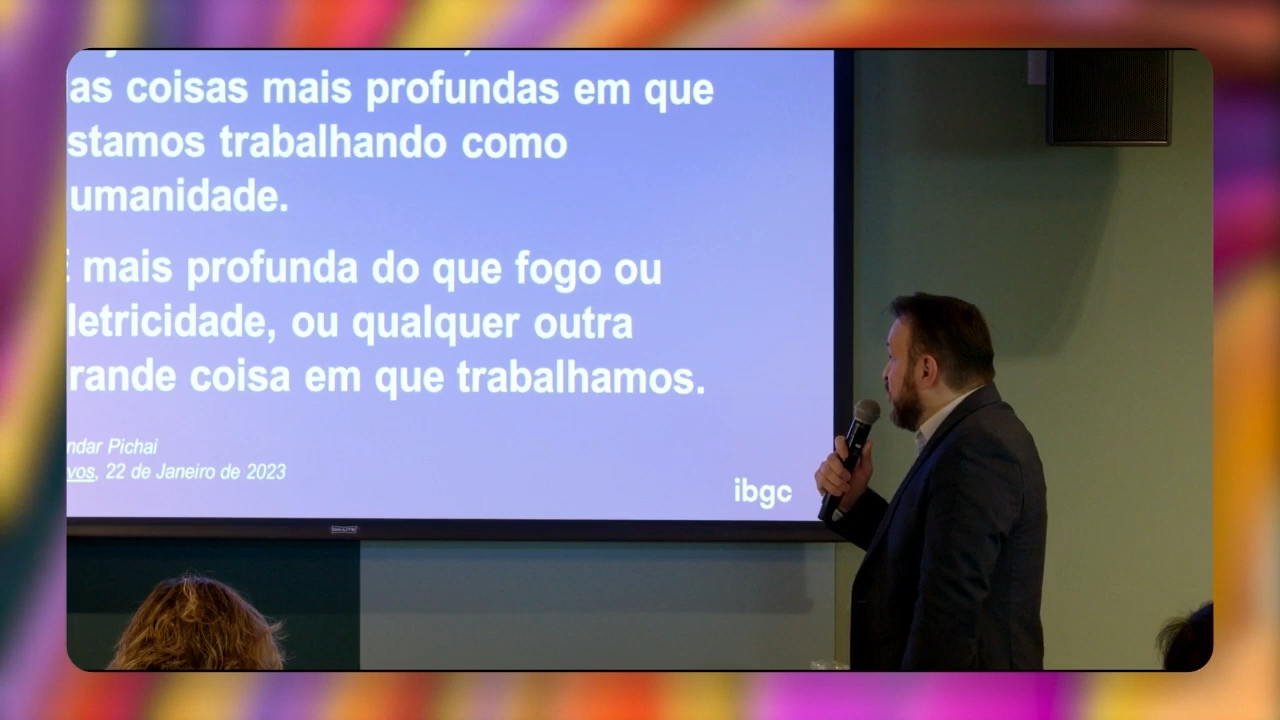 as coisas mais profundas em que
stamos trabalhando como
umanidade.
mais profunda do que fogo ou
letricidade, ou qualquer outra
rande coisa em que trabalhamos.
ndar Pichai
vos, 22 de Janeiro de 2023
ibgc